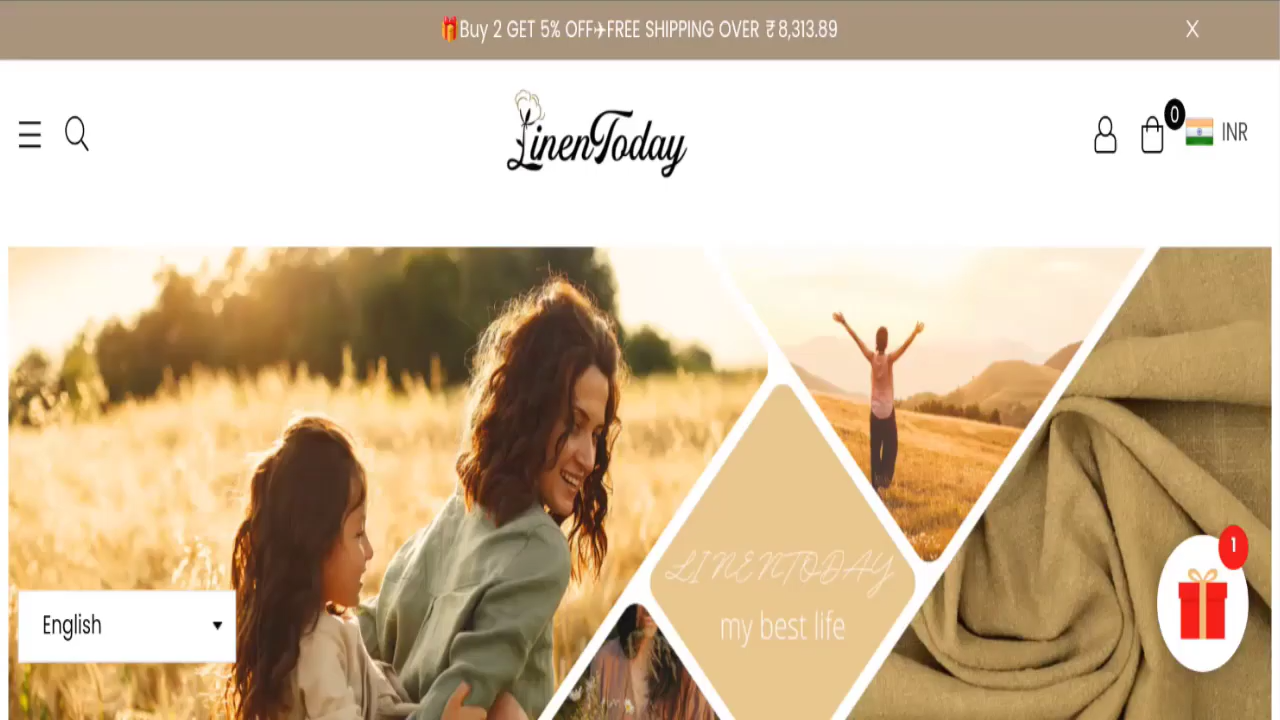 🎁Buy 2 GET 5% OFF✈FREE SHIPPING OVER ₹ 8,313.89
X
LinenToday
0
INR
LINENTODAY
my best life
1
English